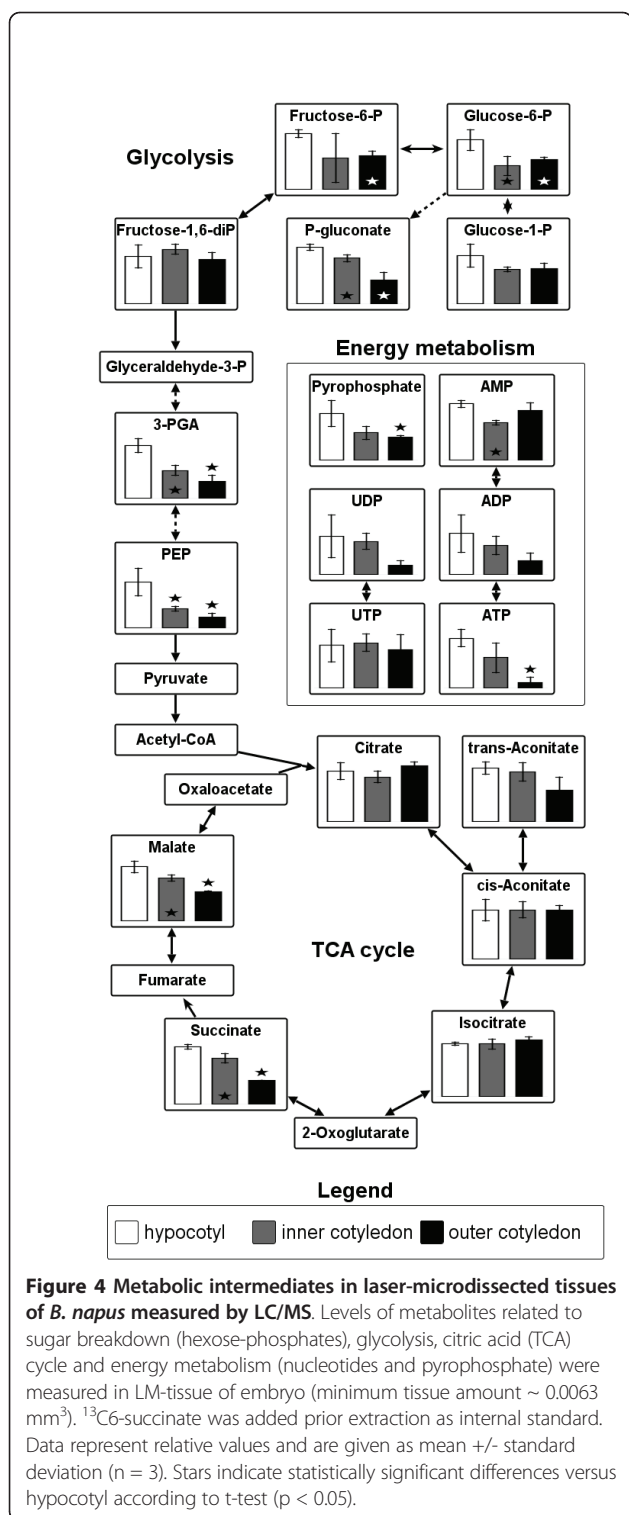 Fructose-6-P
Glucose-6-P
Glycolysis
Fructose-1,6-diP
P-gluconate
Glucose-1-P
Glyceraldehyde-3-P
Energy metabolism
Pyrophosphate
AMP
3-PGA
UDP
ADP
PEP
UTP
ATP
Pyruvate
Acetyl-CoA
Citrate
trans-Aconitate
Oxaloacetate
Malate
cis-Aconitate
TCA cycle
Fumarate
Succinate
Isocitrate
2-Oxoglutarate
Legend
hypocotyl inner cotyledon outer cotyledon
Figure 4 Metabolic intermediates in laser-microdissected tissues
of B. napus measured by LC/MS. Levels of metabolites related to
sugar breakdown (hexose-phosphates), glycolysis, citric acid (TCA)
cycle and energy metabolism (nucleotides and pyrophosphate) were
measured in LM-tissue of embryo (minimum tissue amount ~ 0.0063
mm³). ¹³C6-succinate was added prior extraction as internal standard.
Data represent relative values and are given as mean +/- standard
deviation (n = 3). Stars indicate statistically significant differences versus
hypocotyl according to t-test (p < 0.05).